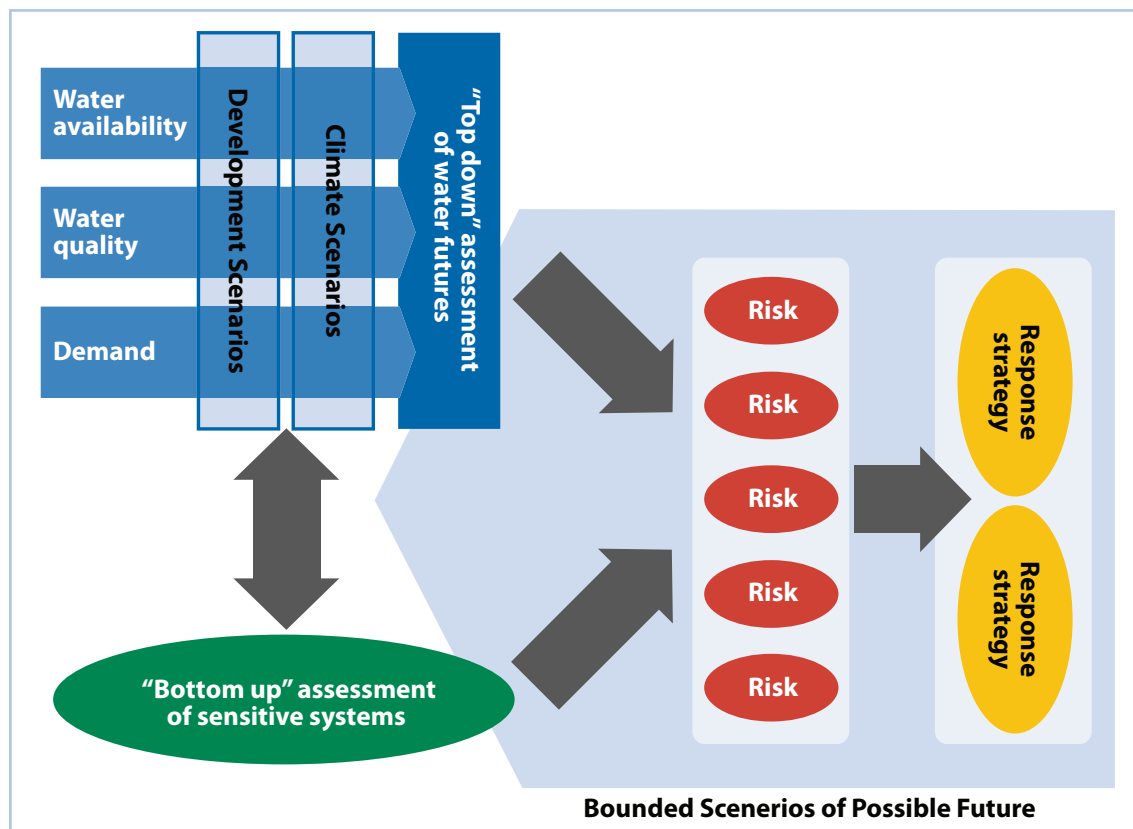 Water
availability
Water
quality
Demand
Development Scenarios
Climate Scenarios
“Top down” assessment
of water futures
“Bottom up” assessment
of sensitive systems
Risk
Risk
Risk
Risk
Risk
Response
strategy
Response
strategy
Bounded Scenerios of Possible Future